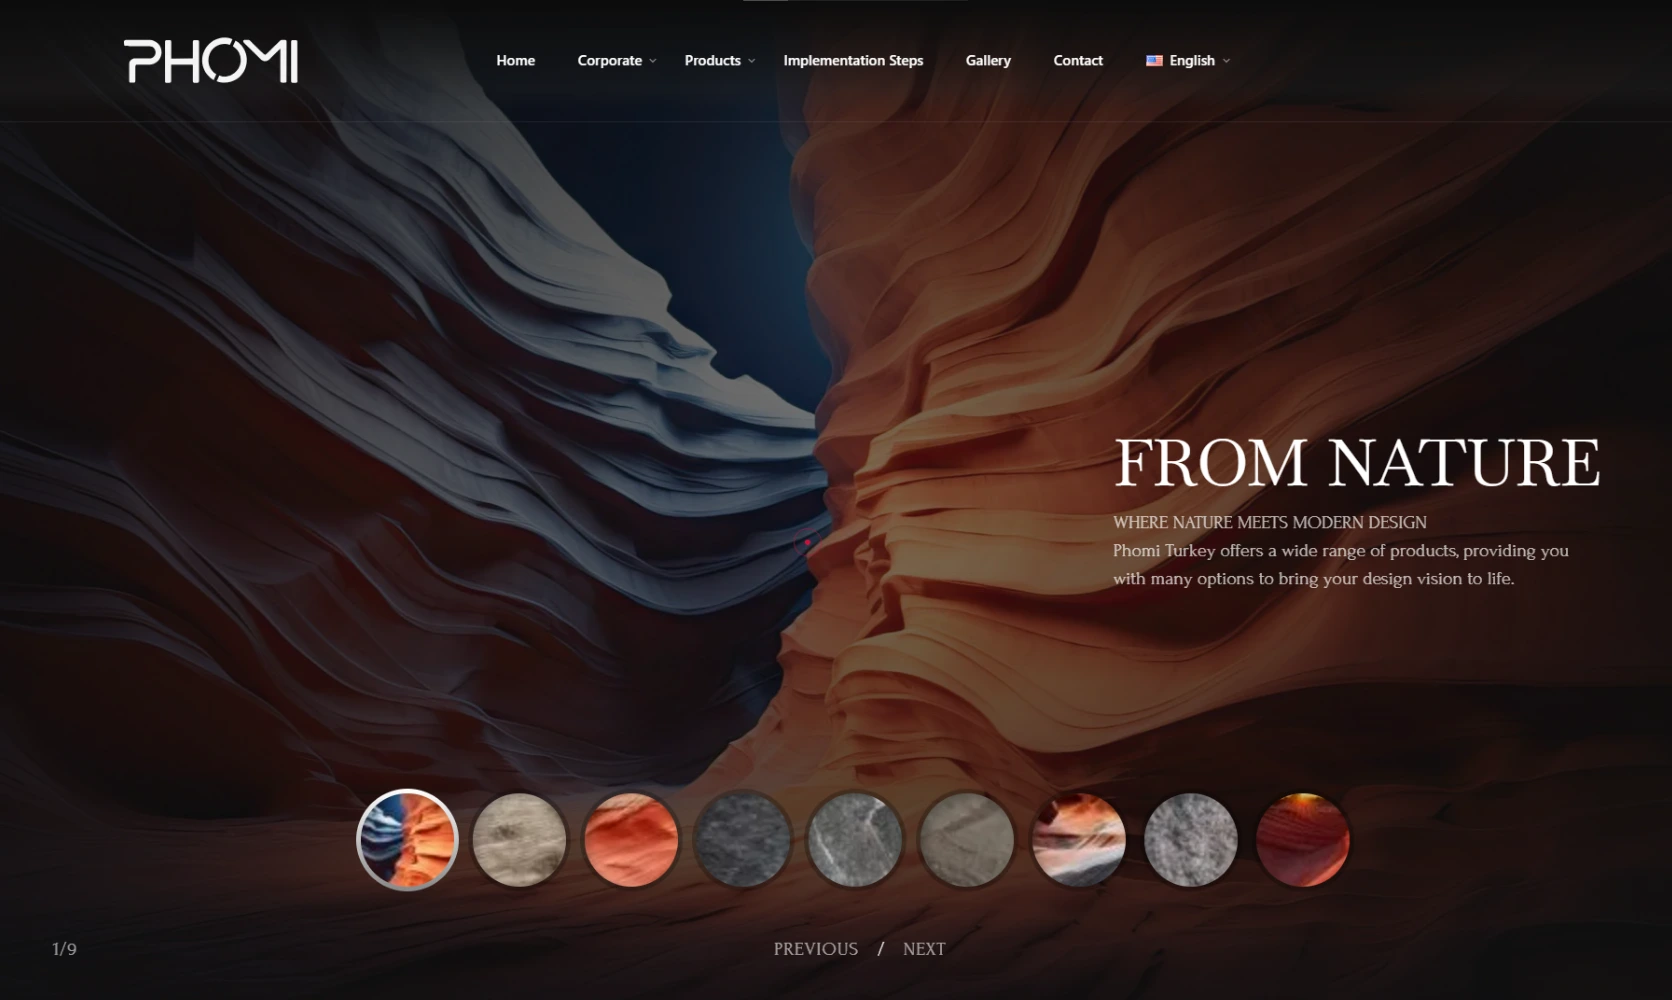 PHOMI
Home Corporate Products Implementation Steps Gallery Contact English
FROM NATURE
WHERE NATURE MEETS MODERN DESIGN
Phomi Turkey offers a wide range of products, providing you
with many options to bring your design vision to life.
1/9
PREVIOUS / NEXT